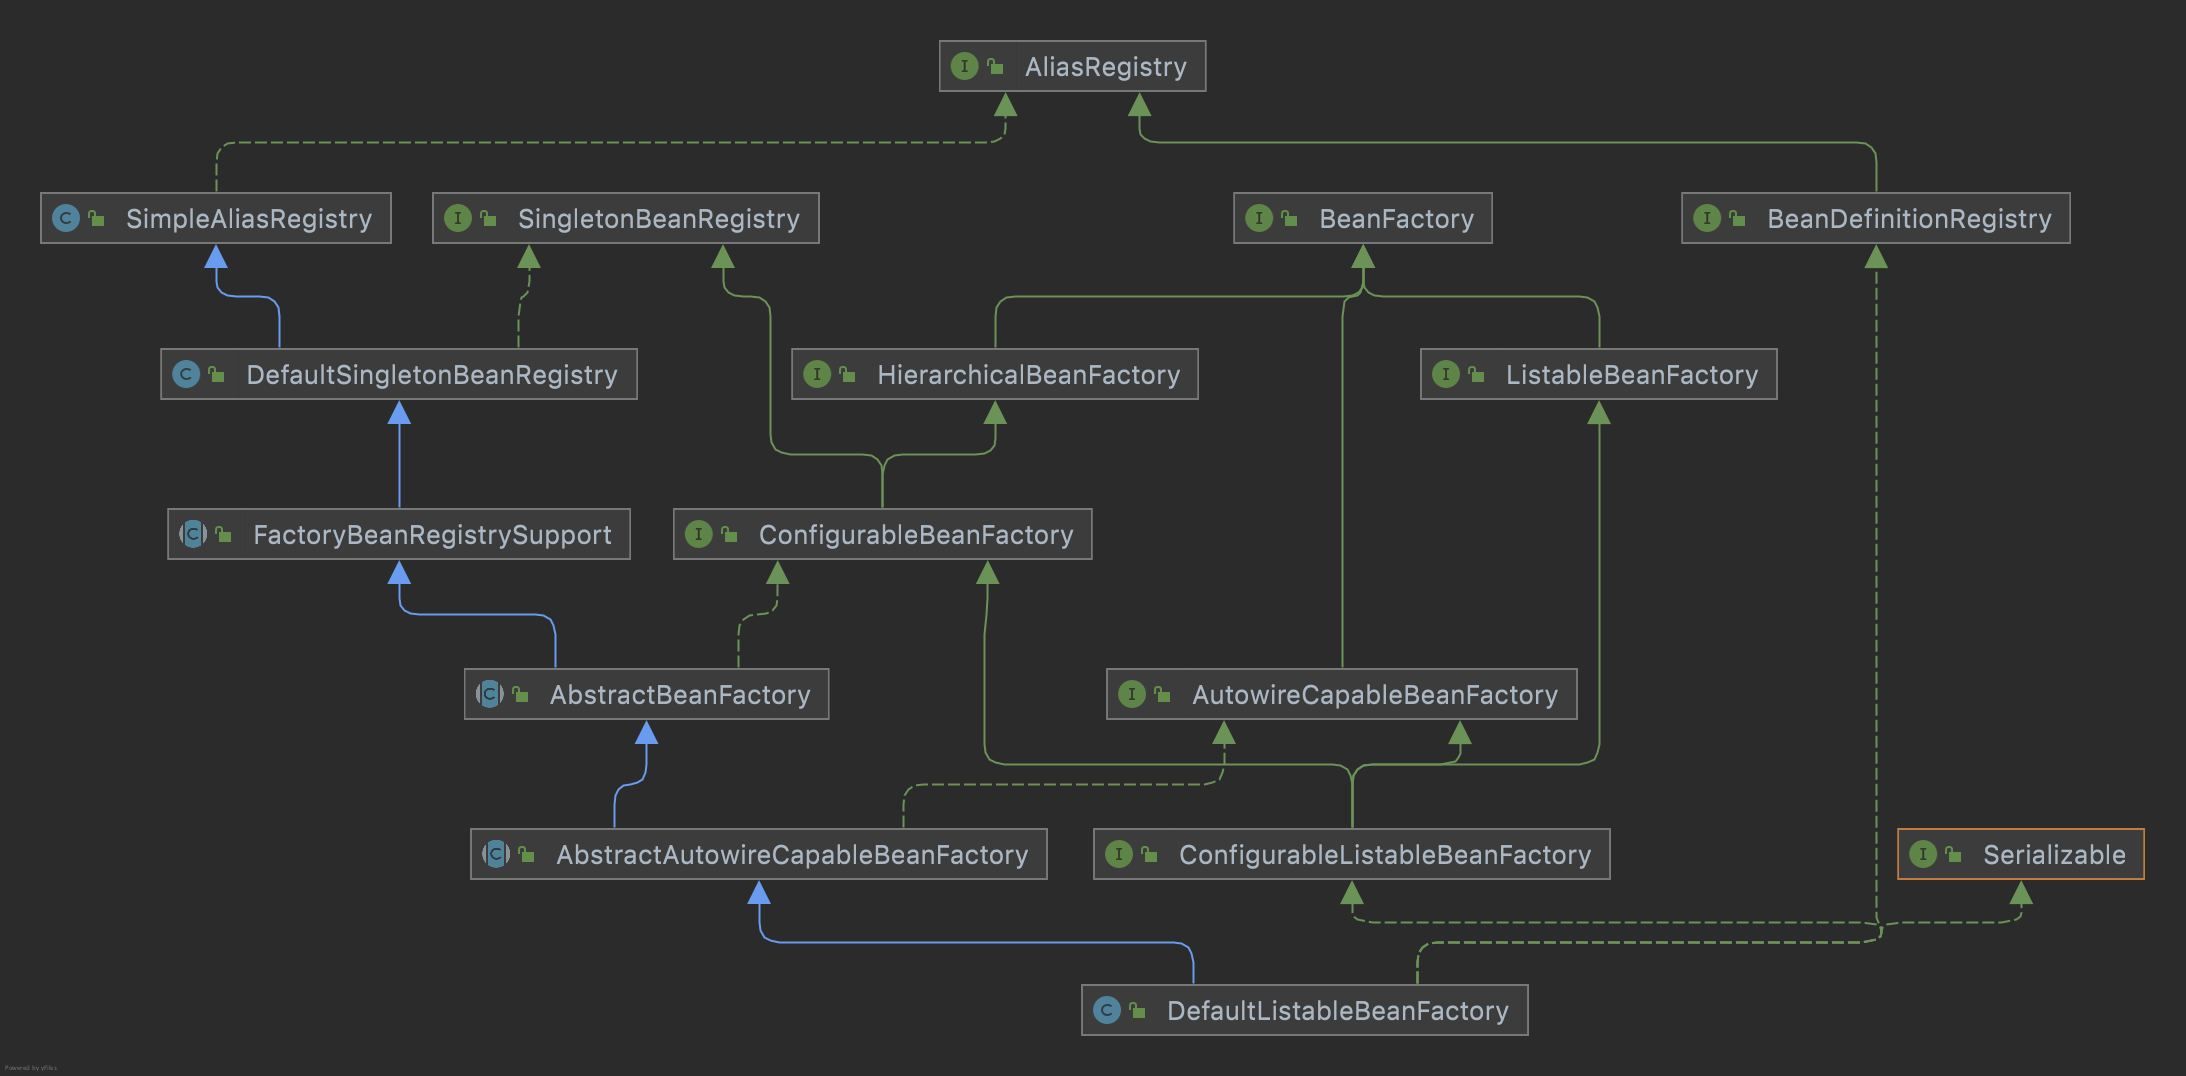 AliasRegistry
SimpleAliasRegistry
SingletonBeanRegistry
BeanFactory
BeanDefinitionRegistry
DefaultSingletonBeanRegistry
HierarchicalBeanFactory
ListableBeanFactory
FactoryBeanRegistrySupport
ConfigurableBeanFactory
AbstractBeanFactory
AutowireCapableBeanFactory
AbstractAutowireCapableBeanFactory
ConfigurableListableBeanFactory
Serializable
DefaultListableBeanFactory
Powered by yFiles